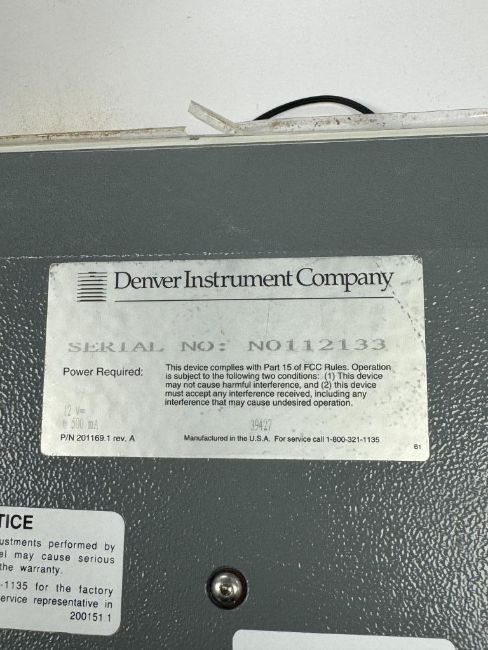 Denver Instrument Company
SERIAL NO: NO112133
Power Required:
This device complies with Part 15 of FCC Rules. Operation
is subject to the following two conditions: (1) This device
may not cause harmful interference, and (2) this device
must accept any interference received, including any
interference that may cause undesired operation.
12 v=
500 mA
39427
P/N 201169.1 rev. A
Manufactured in the U.S.A. For service call 1-800-321-1135
61
TICE
ustments performed by
el may cause serious
the warranty.
-1135 for the factory
ervice representative in
200151 1